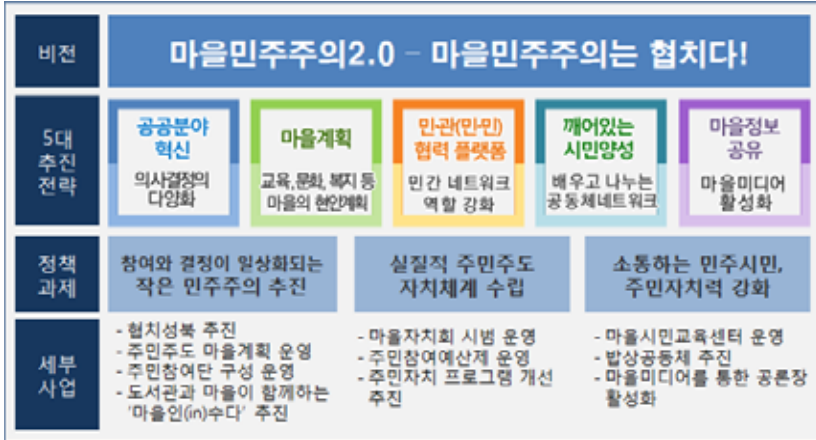 비전
마을민주주의2.0 – 마을민주주의는 협치다!
5대
추진
전략
공공분야
혁신
의사결정의
다양화
마을계획
교육,문화, 복지 등
마을의 현안계획
민·관(민·민)
협력 플랫폼
민간 네트워크
역할 강화
깨어있는
시민양성
배우고 나누는
공동체네트워크
마을정보
공유
마을미디어
활성화
정책
과제
참여와 결정이 일상화되는
작은 민주주의 추진
실질적 주민주도
자치체계 수립
소통하는 민주시민,
주민자치력 강화
세부
사업
- 협치성북 추진
- 주민주도 마을계획 운영
- 주민참여단 구성 운영
- 도서관과 마을이 함께하는
'마을인(in)수다' 추진
- 마을자치회 시범 운영
- 주민참여예산제 운영
- 주민자치 프로그램 개선
추진
- 마을시민교육센터 운영
- 밥상공동체 추진
- 마을미디어를 통한 공론장
활성화